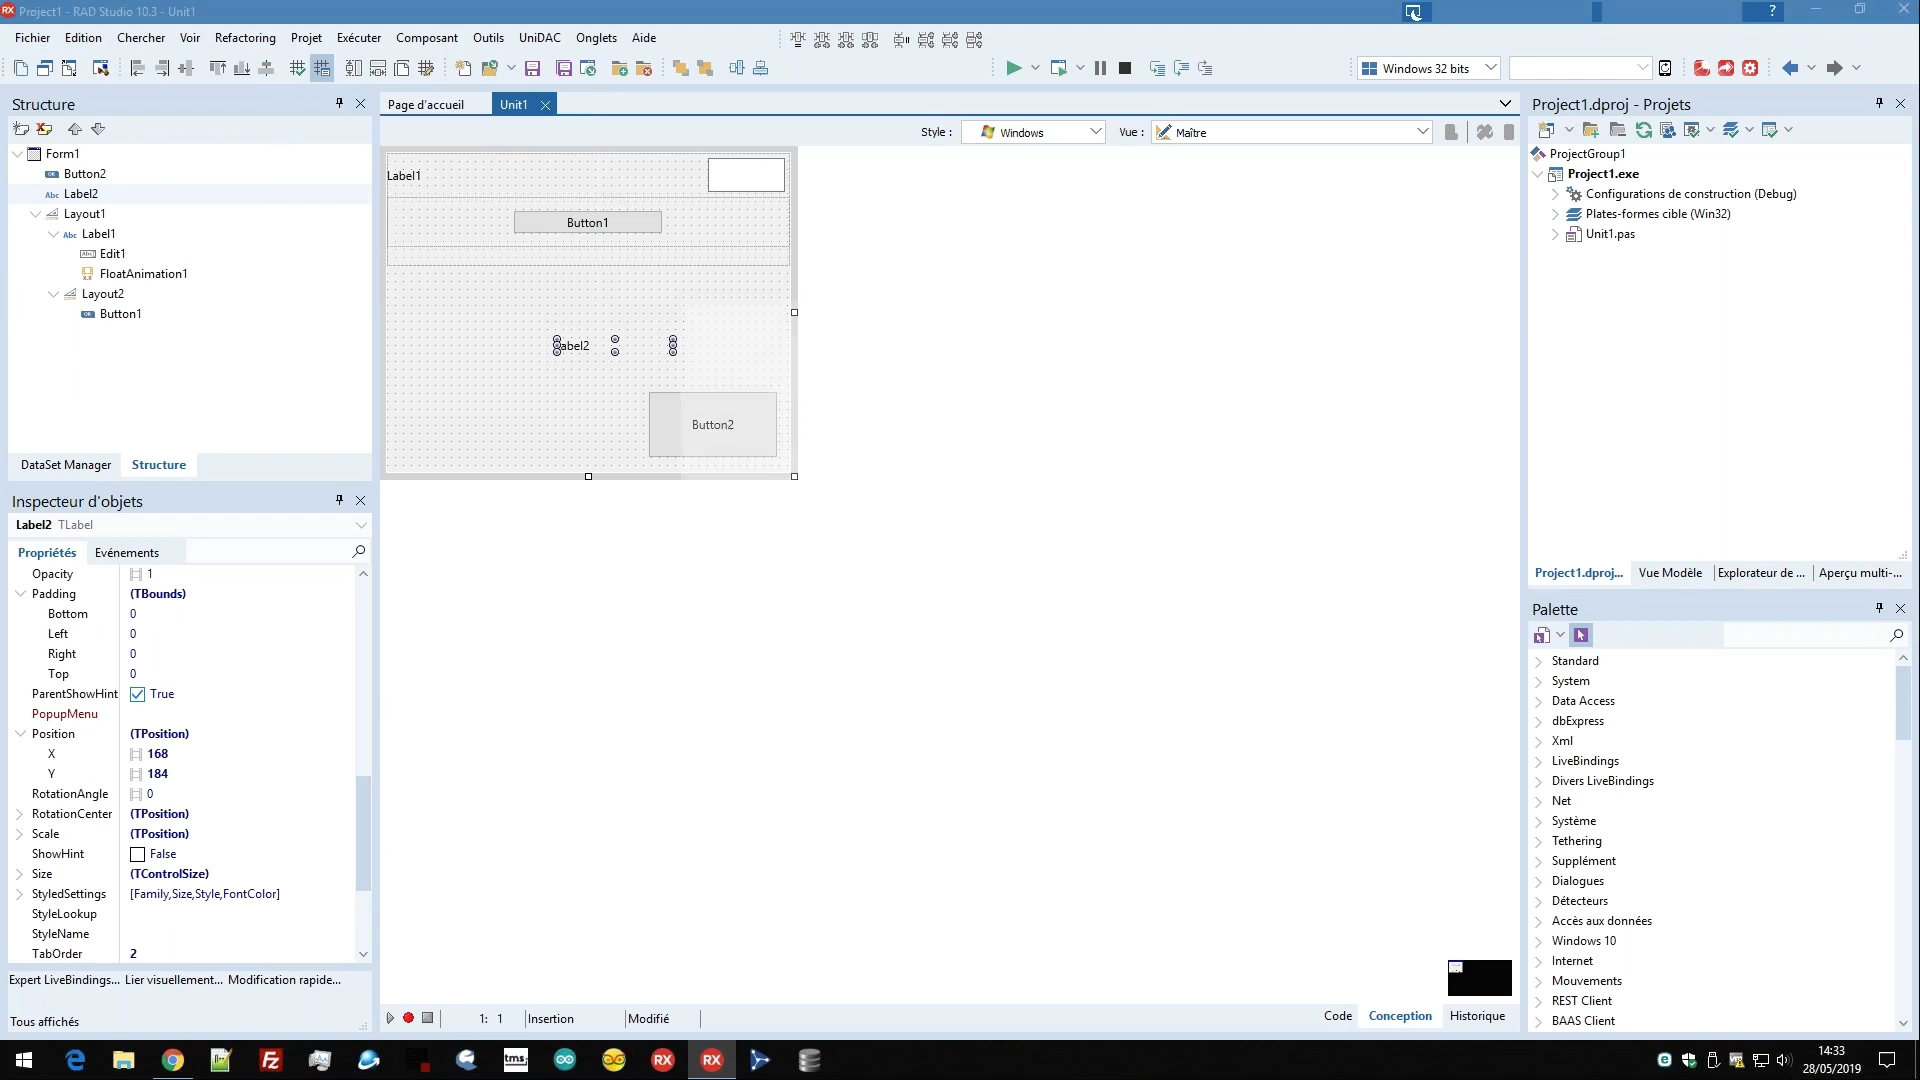 Project1 - RAD Studio 10.3 - Unit1
?
Fichier Edition Chercher Voir Refactoring Projet Exécuter Composant Outils UniDAC Onglets Aide
Windows 32 bits
Structure
Form1
Button2
Label2
Layout1
Label1
Edit1
FloatAnimation1
Layout2
Button1
DataSet Manager Structure
Inspecteur d'objets
Label2 TLabel
Propriétés Evénements
Opacity 1
Padding (TBounds)
Bottom 0
Left 0
Right 0
Top 0
ParentShowHint True
PopupMenu
Position (TPosition)
X 168
Y 184
RotationAngle 0
RotationCenter (TPosition)
Scale (TPosition)
ShowHint False
Size (TControlSize)
StyledSettings [Family,Size,Style,FontColor]
StyleLookup
StyleName
TabOrder 2
Expert LiveBindings... Lier visuellement... Modification rapide...
Tous affichés
Page d'accueil Unit1
Style : Windows Vue : Maître
Label1
Button1
Label2
Button2
1: 1 Insertion Modifié
Code Conception Historique
Project1.dproj - Projets
ProjectGroup1
Project1.exe
Configurations de construction (Debug)
Plates-formes cible (Win32)
Unit1.pas
Project1.dproj... Vue Modèle Explorateur de ... Aperçu multi-...
Palette
Standard
System
Data Access
dbExpress
Xml
LiveBindings
Divers LiveBindings
Net
Système
Tethering
Supplément
Dialogues
Détecteurs
Accès aux données
Windows 10
Internet
Mouvements
REST Client
BAAS Client
tms
RX
RX
14:33
28/05/2019